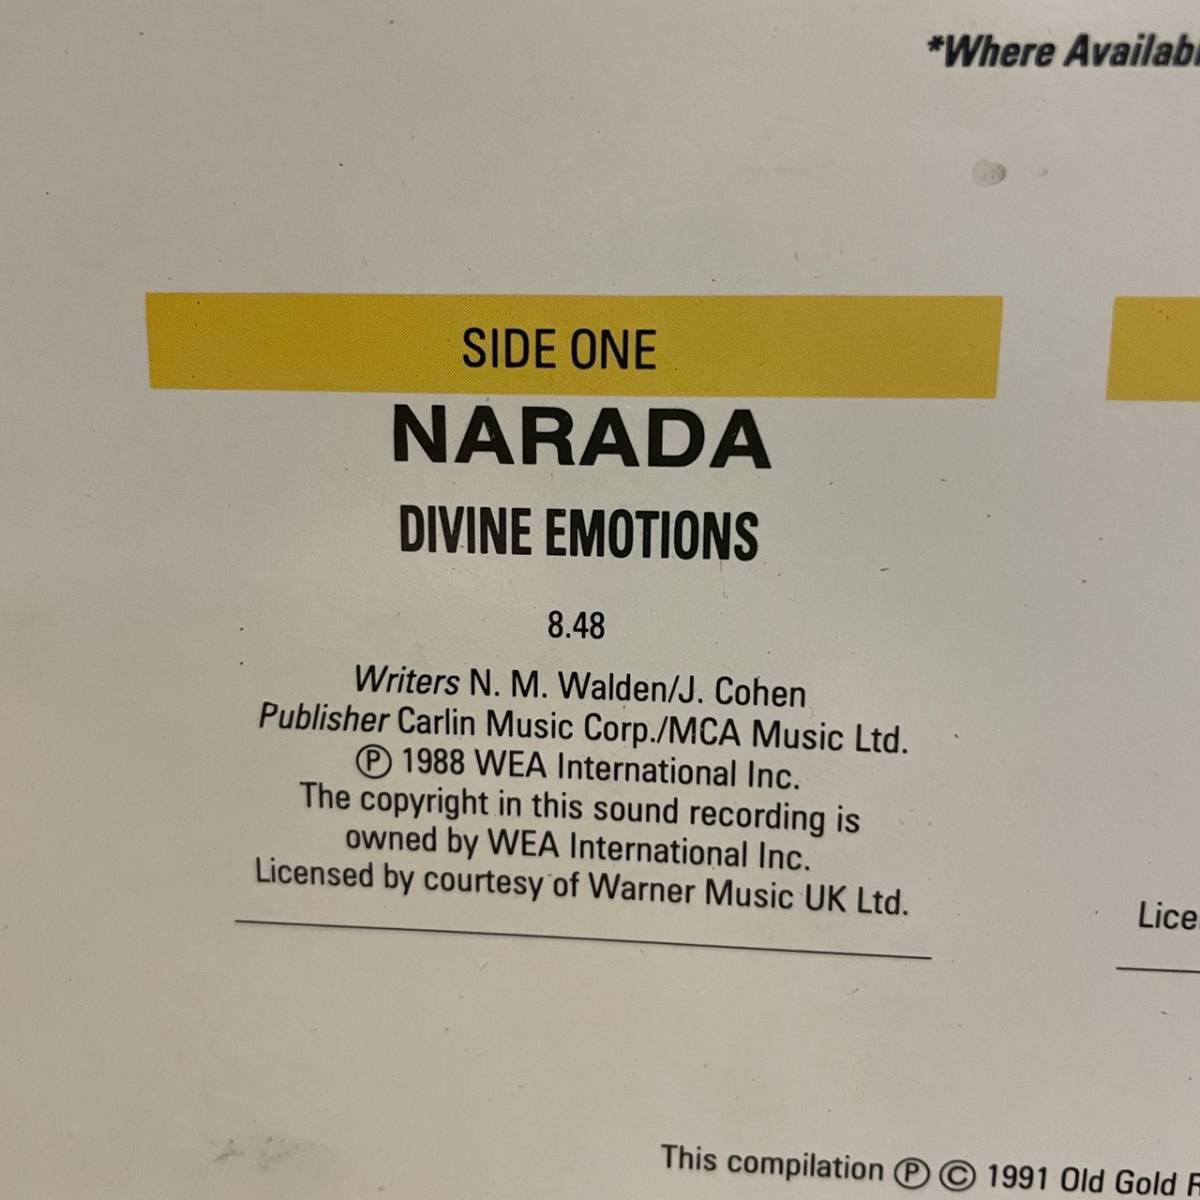 *Where
SIDE ONE
NARADA
DIVINE EMOTIONS
8.48
Writers N. M. Walden/J. Cohen
Publisher Carlin Music Corp./MCA Music Ltd.
Ⓟ 1988 WEA International Inc.
The copyright in this sound recording is
owned by WEA International Inc.
Licensed by courtesy of Warner Music UK Ltd.
This compilation Ⓟ © 1991 Old Gold